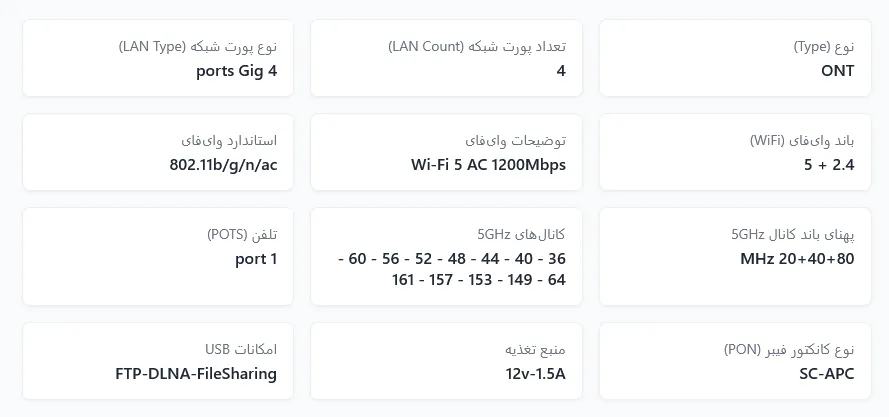 نوع (Type)
ONT
تعداد پورت شبکه (LAN Count)
4
نوع پورت شبکه (LAN Type)
4 ports Gig
باند وای‌فای (WiFi)
2.4 + 5
توضیحات وای‌فای
Wi-Fi 5 AC 1200Mbps
استاندارد وای‌فای
802.11b/g/n/ac
پهنای باند کانال 5GHz
20+40+80 MHz
کانال‌های 5GHz
36 - 40 - 44 - 48 - 52 - 56 - 60 -
64 - 149 - 153 - 157 - 161
تلفن (POTS)
1 port
نوع کانکتور فیبر (PON)
SC-APC
منبع تغذیه
12v-1.5A
امکانات USB
FTP-DLNA-FileSharing